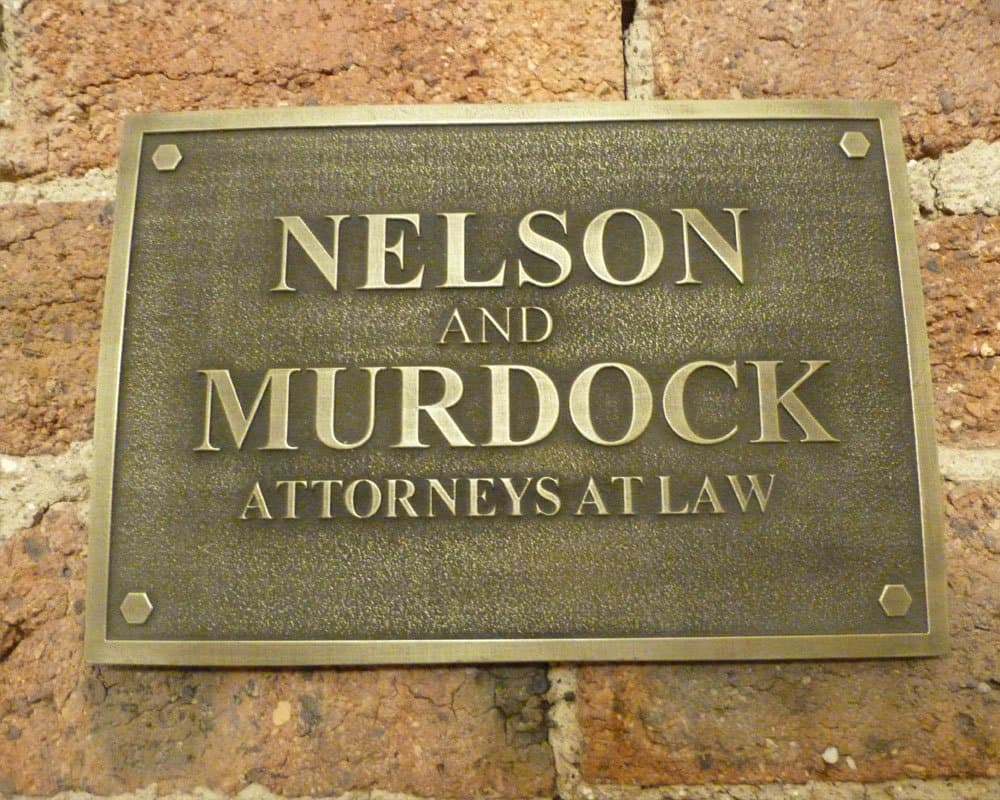 NELSON
AND
MURDOCK
ATTORNEYS AT LAW